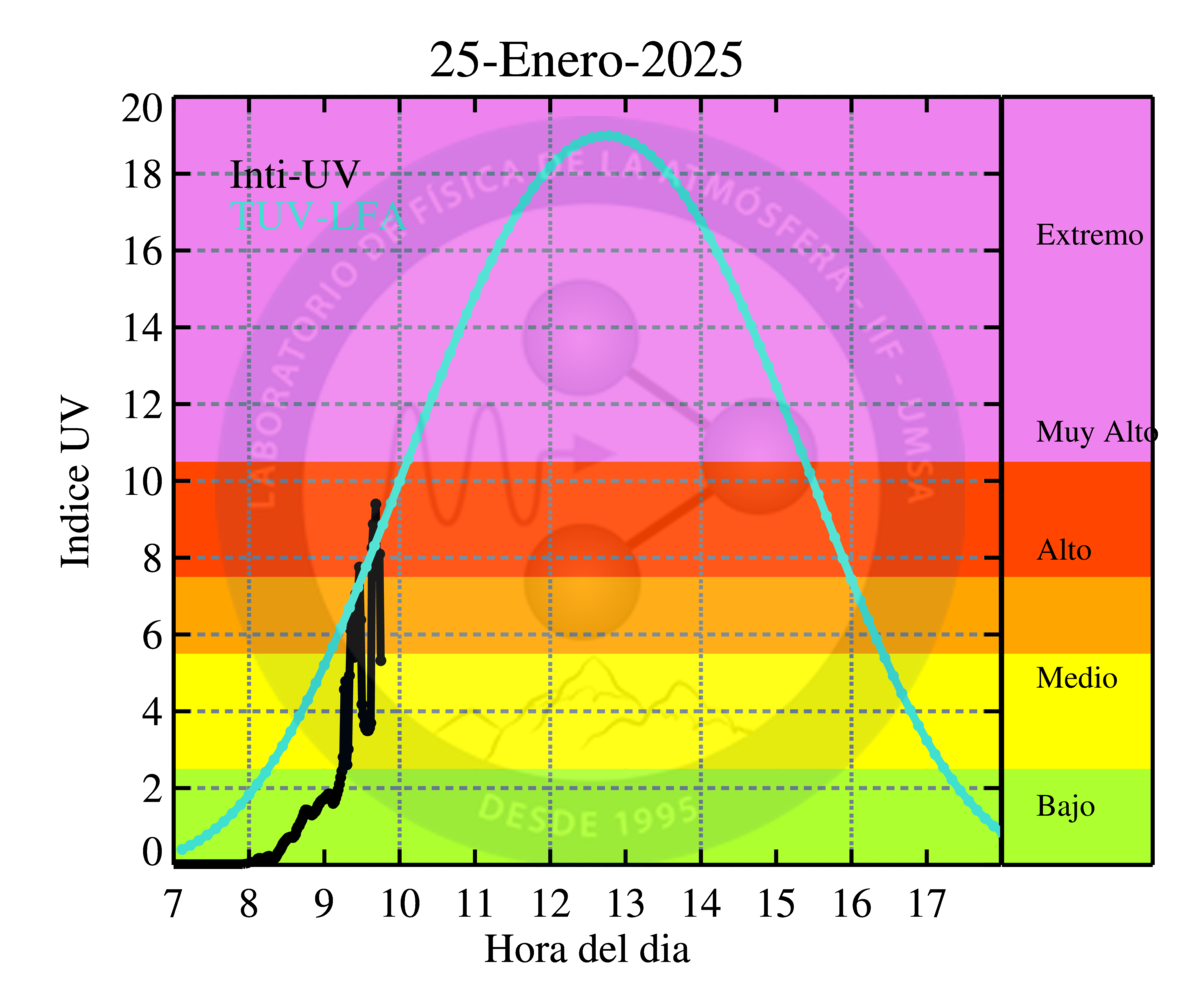 25-Enero-2025
Inti-UV
TUV-LFA
LABORATORIO DE FÍSICA DE LA ATMÓSFERA - IIF - UMSA
DESDE 1995
Indice UV
20
18
16
14
12
10
8
6
4
2
0
Extremo
Muy Alto
Alto
Medio
Bajo
7 8 9 10 11 12 13 14 15 16 17
Hora del dia